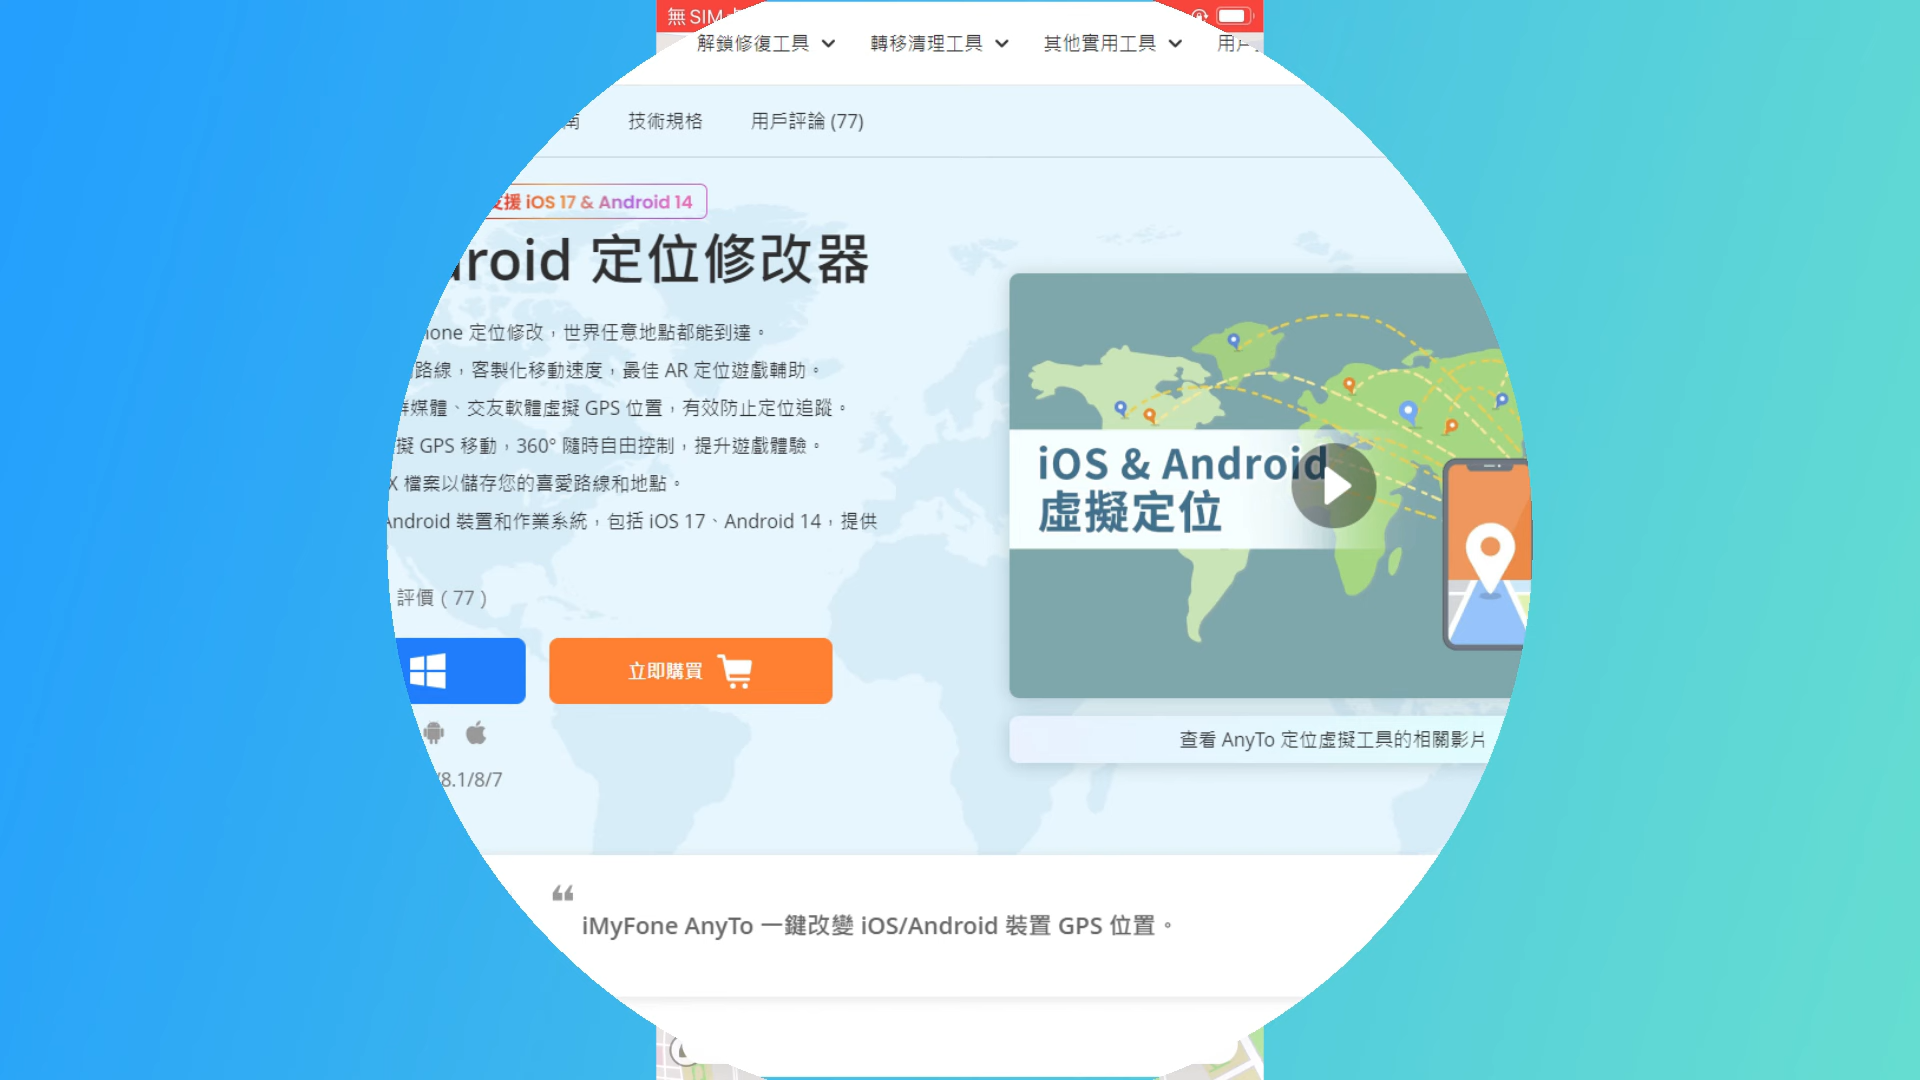 無 SIM
解鎖修復工具
轉移清理工具
其他實用工具
技術規格
用戶評論 (77)
支援 iOS 17 & Android 14
droid 定位修改器
one 定位修改，世界任意地點都能到達。
路線，客製化移動速度，最佳 AR 定位遊戲輔助。
媒體、交友軟體虛擬 GPS 位置，有效防止定位追蹤。
擬 GPS 移動，360° 隨時自由控制，提升遊戲體驗。
X 檔案以儲存您的喜愛路線和地點。
Android 裝置和作業系統，包括 iOS 17、Android 14，提供
評價 ( 77 )
立即購買
/8.1/8/7
iOS & Android
虛擬定位
查看 AnyTo 定位虛擬工具的相關影片
iMyFone AnyTo 一鍵改變 iOS/Android 裝置 GPS 位置。